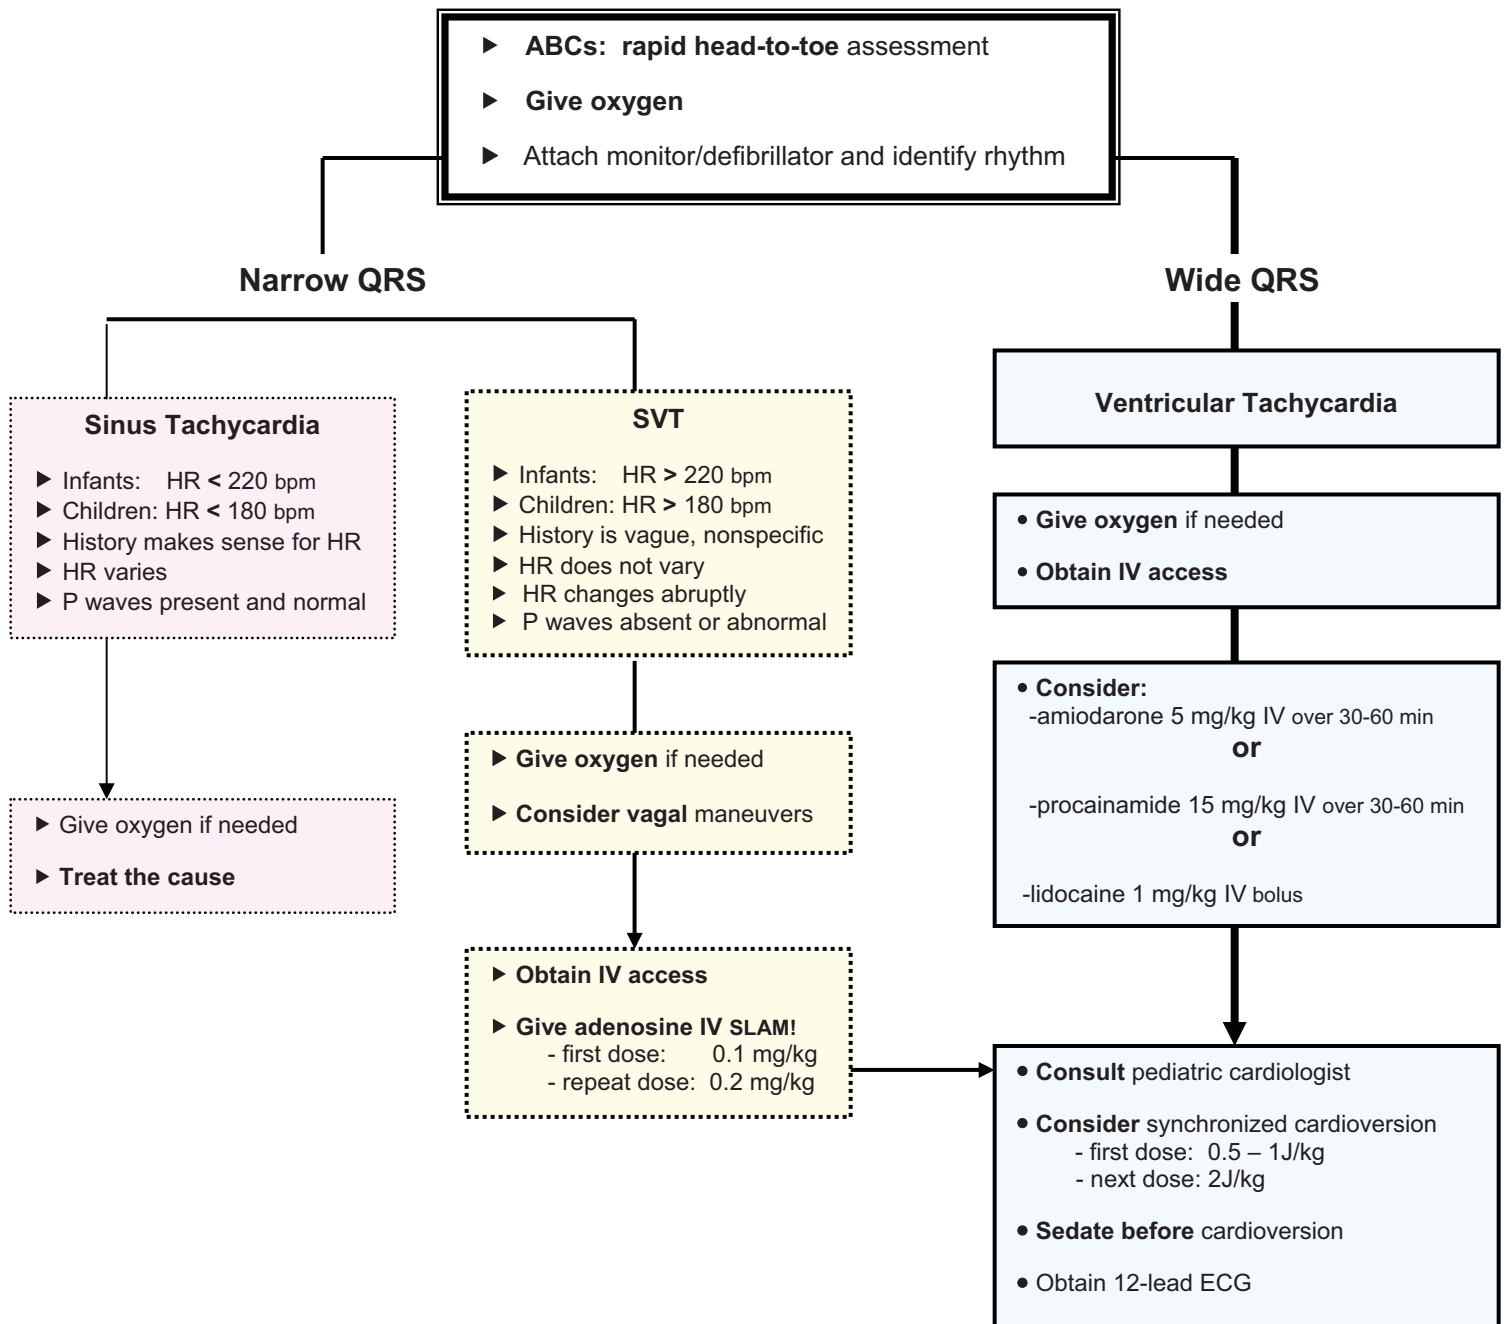 ▶ ABCs: rapid head-to-toe assessment
▶ Give oxygen
▶ Attach monitor/defibrillator and identify rhythm
Narrow QRS
Wide QRS
Sinus Tachycardia
▶ Infants: HR < 220 bpm
▶ Children: HR < 180 bpm
▶ History makes sense for HR
▶ HR varies
▶ P waves present and normal
▶ Give oxygen if needed
▶ Treat the cause
SVT
▶ Infants: HR > 220 bpm
▶ Children: HR > 180 bpm
▶ History is vague, nonspecific
▶ HR does not vary
▶ HR changes abruptly
▶ P waves absent or abnormal
▶ Give oxygen if needed
▶ Consider vagal maneuvers
▶ Obtain IV access
▶ Give adenosine IV SLAM!
- first dose: 0.1 mg/kg
- repeat dose: 0.2 mg/kg
Ventricular Tachycardia
• Give oxygen if needed
• Obtain IV access
• Consider:
-amiodarone 5 mg/kg IV over 30-60 min
or
-procainamide 15 mg/kg IV over 30-60 min
or
-lidocaine 1 mg/kg IV bolus
• Consult pediatric cardiologist
• Consider synchronized cardioversion
- first dose: 0.5 – 1J/kg
- next dose: 2J/kg
• Sedate before cardioversion
• Obtain 12-lead ECG